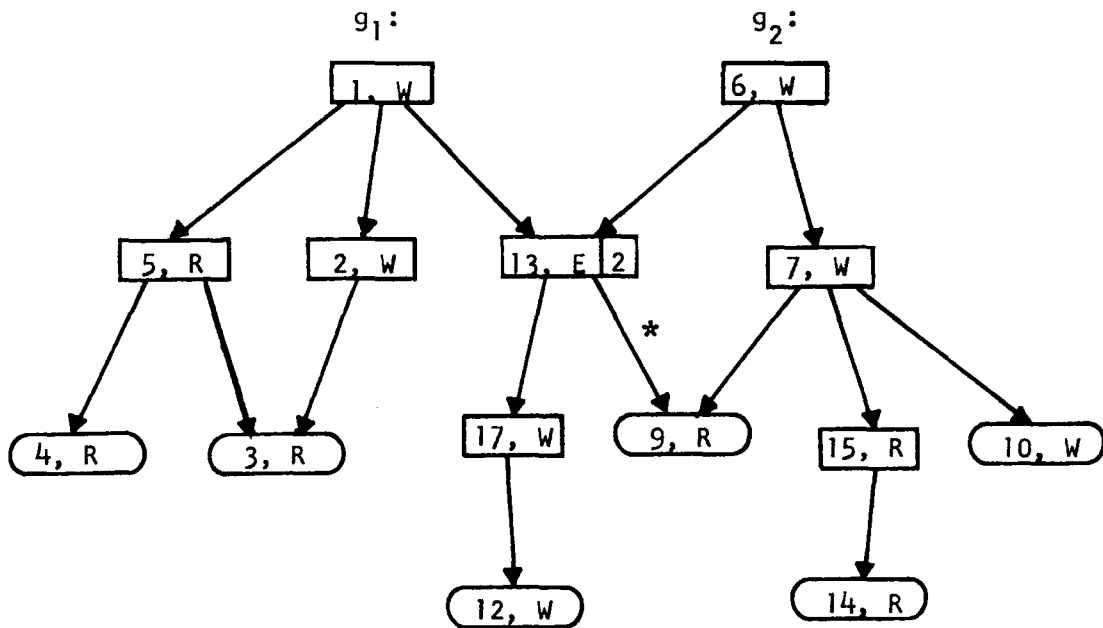 g1: g2:
1, W 6, W
5, R 2, W 13, E 2 7, W
*
4, R 3, R 17, W 9, R 15, R 10, W
12, W 14, R